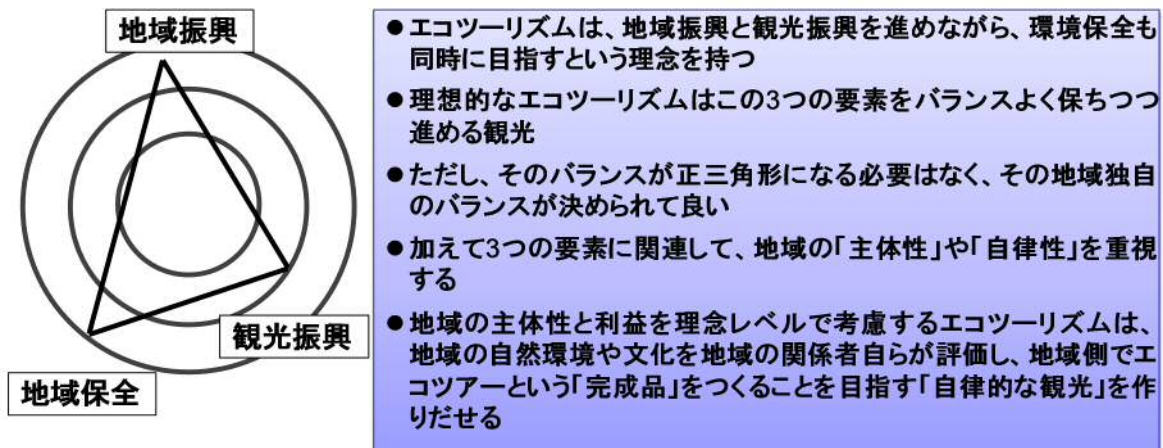 地域振興
観光振興
地域保全
●エコツーリズムは、地域振興と観光振興を進めながら、環境保全も
同時に目指すという理念を持つ
●理想的なエコツーリズムはこの3つの要素をバランスよく保ちつつ
進める観光
●ただし、そのバランスが正三角形になる必要はなく、その地域独自
のバランスが決められて良い
●加えて3つの要素に関連して、地域の「主体性」や「自律性」を重視
する
●地域の主体性と利益を理念レベルで考慮するエコツーリズムは、
地域の自然環境や文化を地域の関係者自らが評価し、地域側でエ
コツアーという「完成品」をつくることを目指す「自律的な観光」を作
りだせる